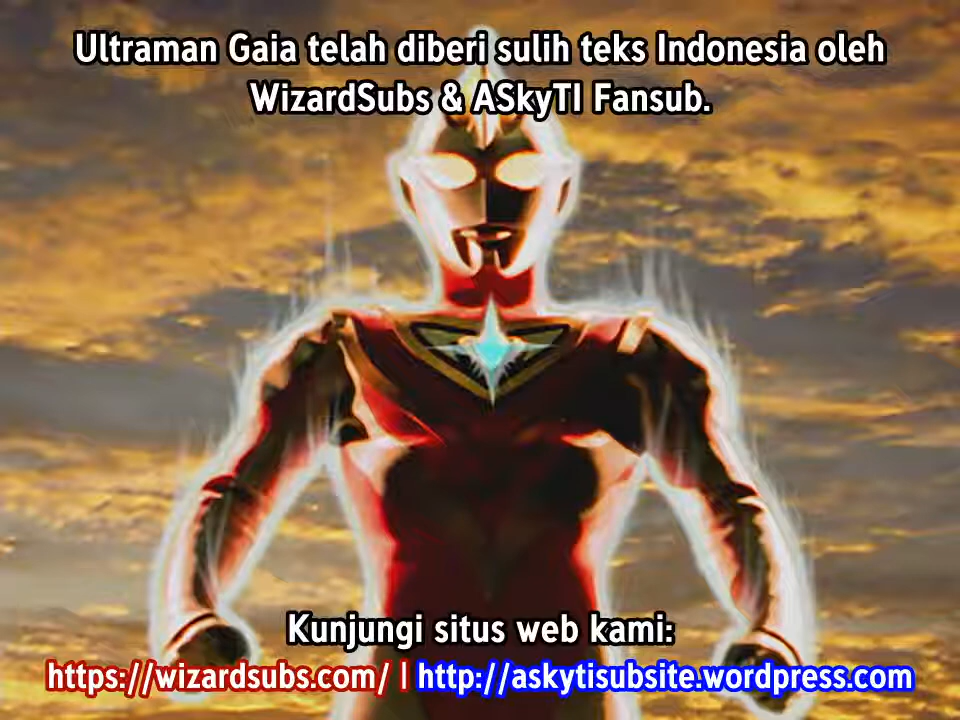 Ultraman Gaia telah diberi sulih teks Indonesia oleh
WizardSubs & ASkyTI Fansub.
Kunjungi situs web kami:
https://wizardsubs.com/ | http://askytisubsite.wordpress.com